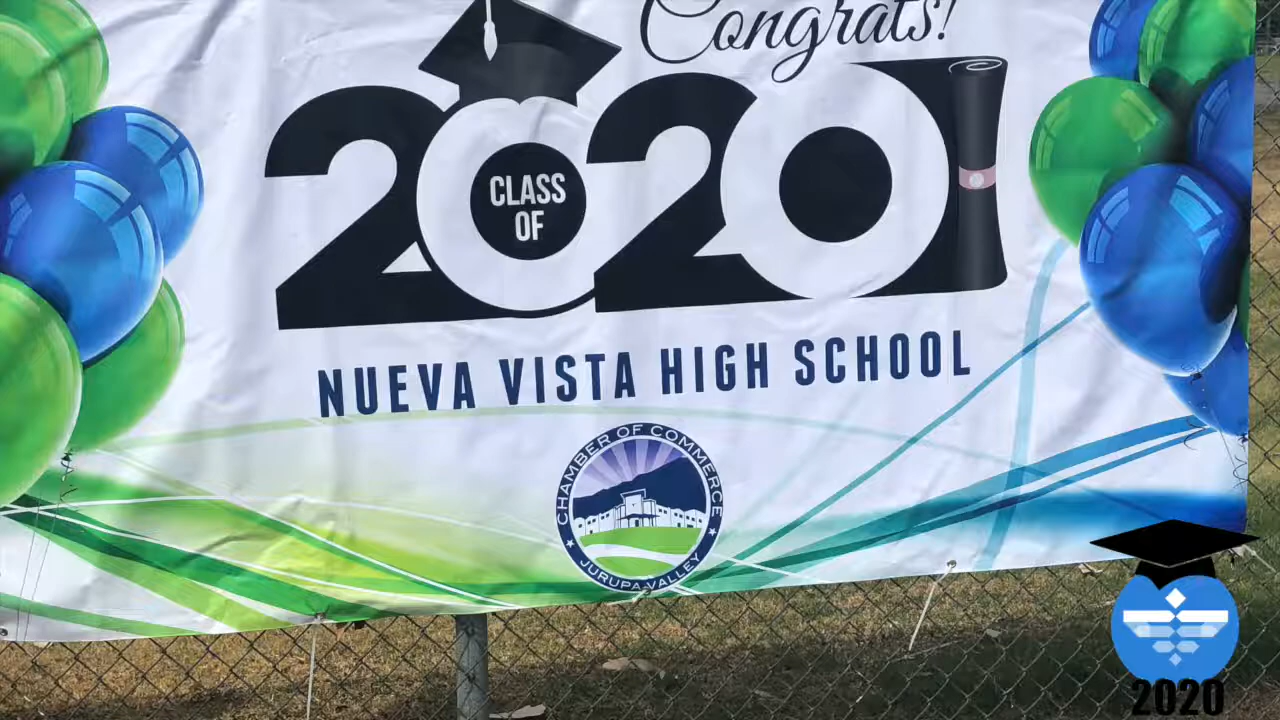 Congrats!
2020
CLASS
OF
NUEVA VISTA HIGH SCHOOL
CHAMBER OF COMMERCE
★ JURUPA VALLEY ★
2020